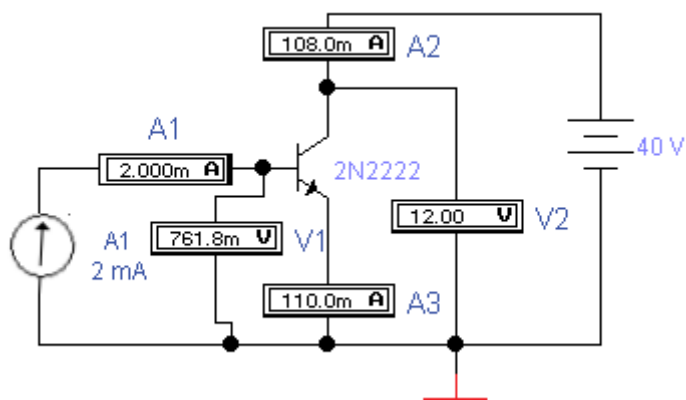 108.0m A A2
A1
2.000m A
2N2222
40 V
A1
2 mA
761.8m V V1
12.00 V V2
110.0m A A3